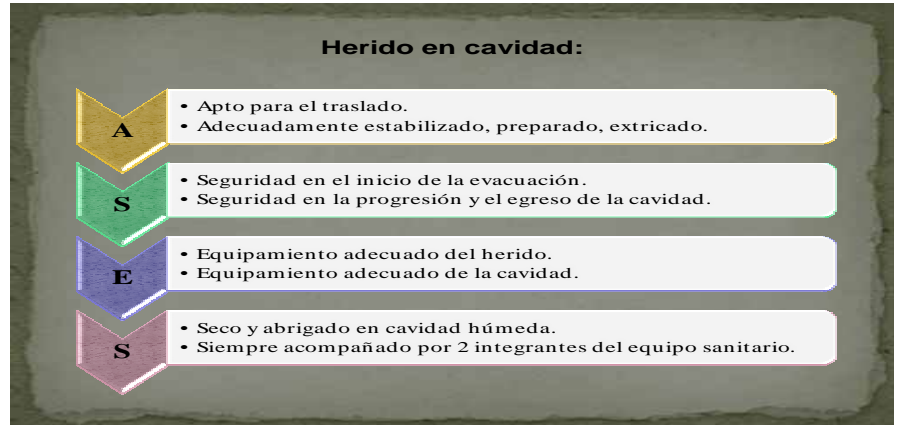 Herido en cavidad:
A
• Apto para el traslado.
• Adecuadamente estabilizado, preparado, extricado.
S
• Seguridad en el inicio de la evacuación.
• Seguridad en la progresión y el egreso de la cavidad.
E
• Equipamiento adecuado del herido.
• Equipamiento adecuado de la cavidad.
S
• Seco y abrigado en cavidad húmeda.
• Siempre acompañado por 2 integrantes del equipo sanitario.